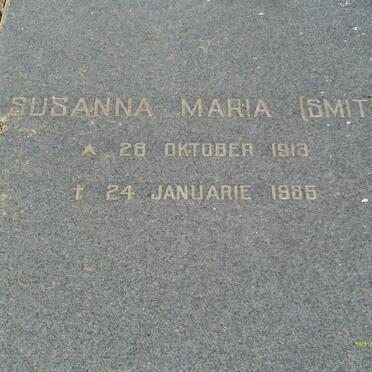 SUSANNA MARIA (SMIT
★ 28 OKTOBER 1913
† 24 JANUARIE 1985